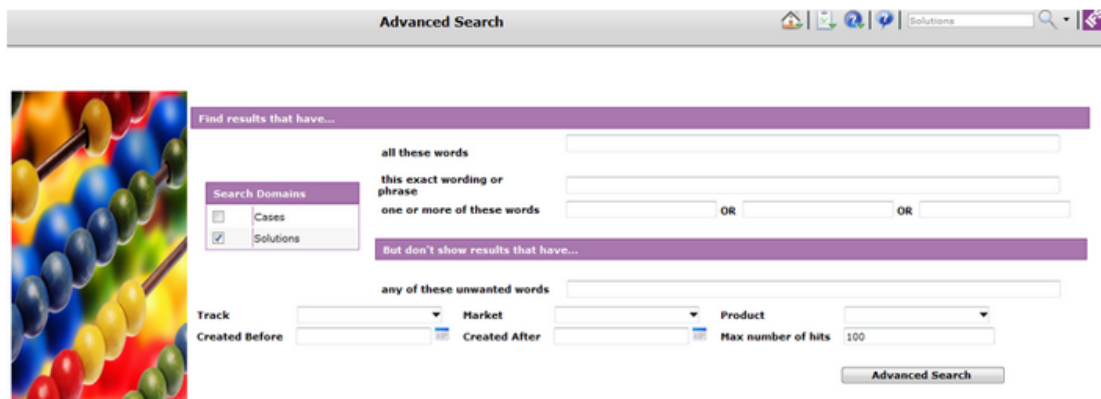 Advanced Search
Solutions
IFS
Find results that have...
all these words
this exact wording or
phrase
Search Domains
Cases
Solutions
one or more of these words OR OR
But don't show results that have...
any of these unwanted words
Track Market Product
Created Before Created After Max number of hits 100
Advanced Search